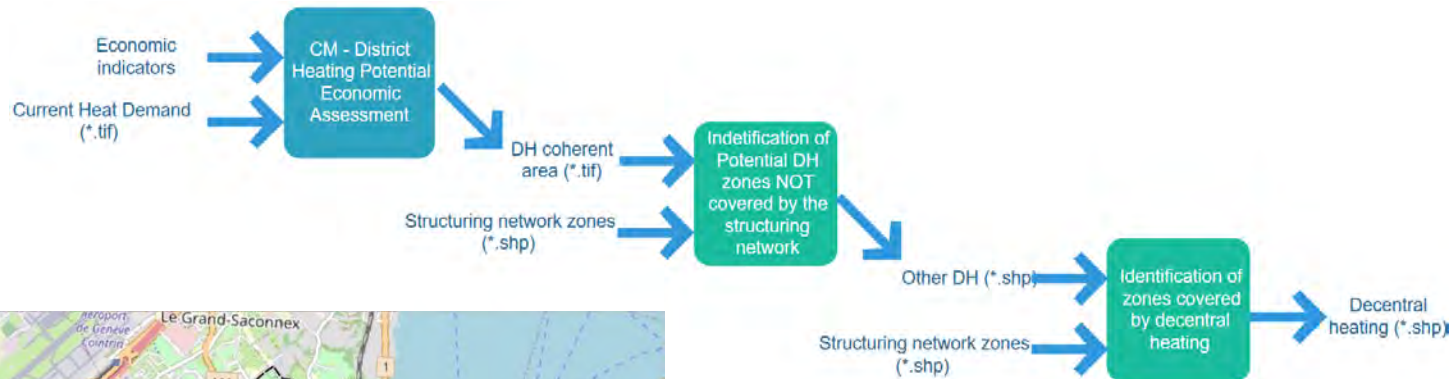 Economic
indicators
Current Heat Demand
(*.tif)
CM - District
Heating Potential
Economic
Assessment
DH coherent
area (*.tif)
Structuring network zones
(*.shp)
Indetification of
Potential DH
zones NOT
covered by the
structuring
network
Other DH (*.shp)
Structuring network zones
(*.shp)
Identification of
zones covered
by decentral
heating
Decentral
heating (*.shp)
Aéroport
de Genève
Cointrin
Le Grand-Saconnex
1